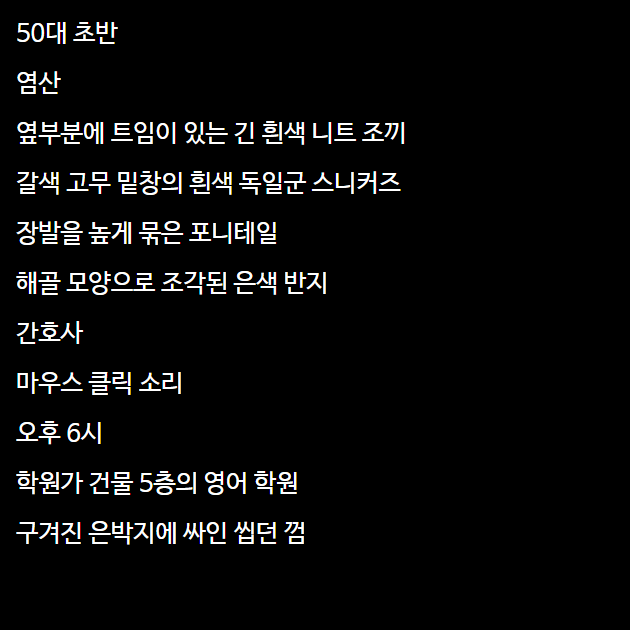 50대 초반
염산
옆부분에 트임이 있는 긴 흰색 니트 조끼
갈색 고무 밑창의 흰색 독일군 스니커즈
장발을 높게 묶은 포니테일
해골 모양으로 조각된 은색 반지
간호사
마우스 클릭 소리
오후 6시
학원가 건물 5층의 영어 학원
구겨진 은박지에 싸인 씹던 껌